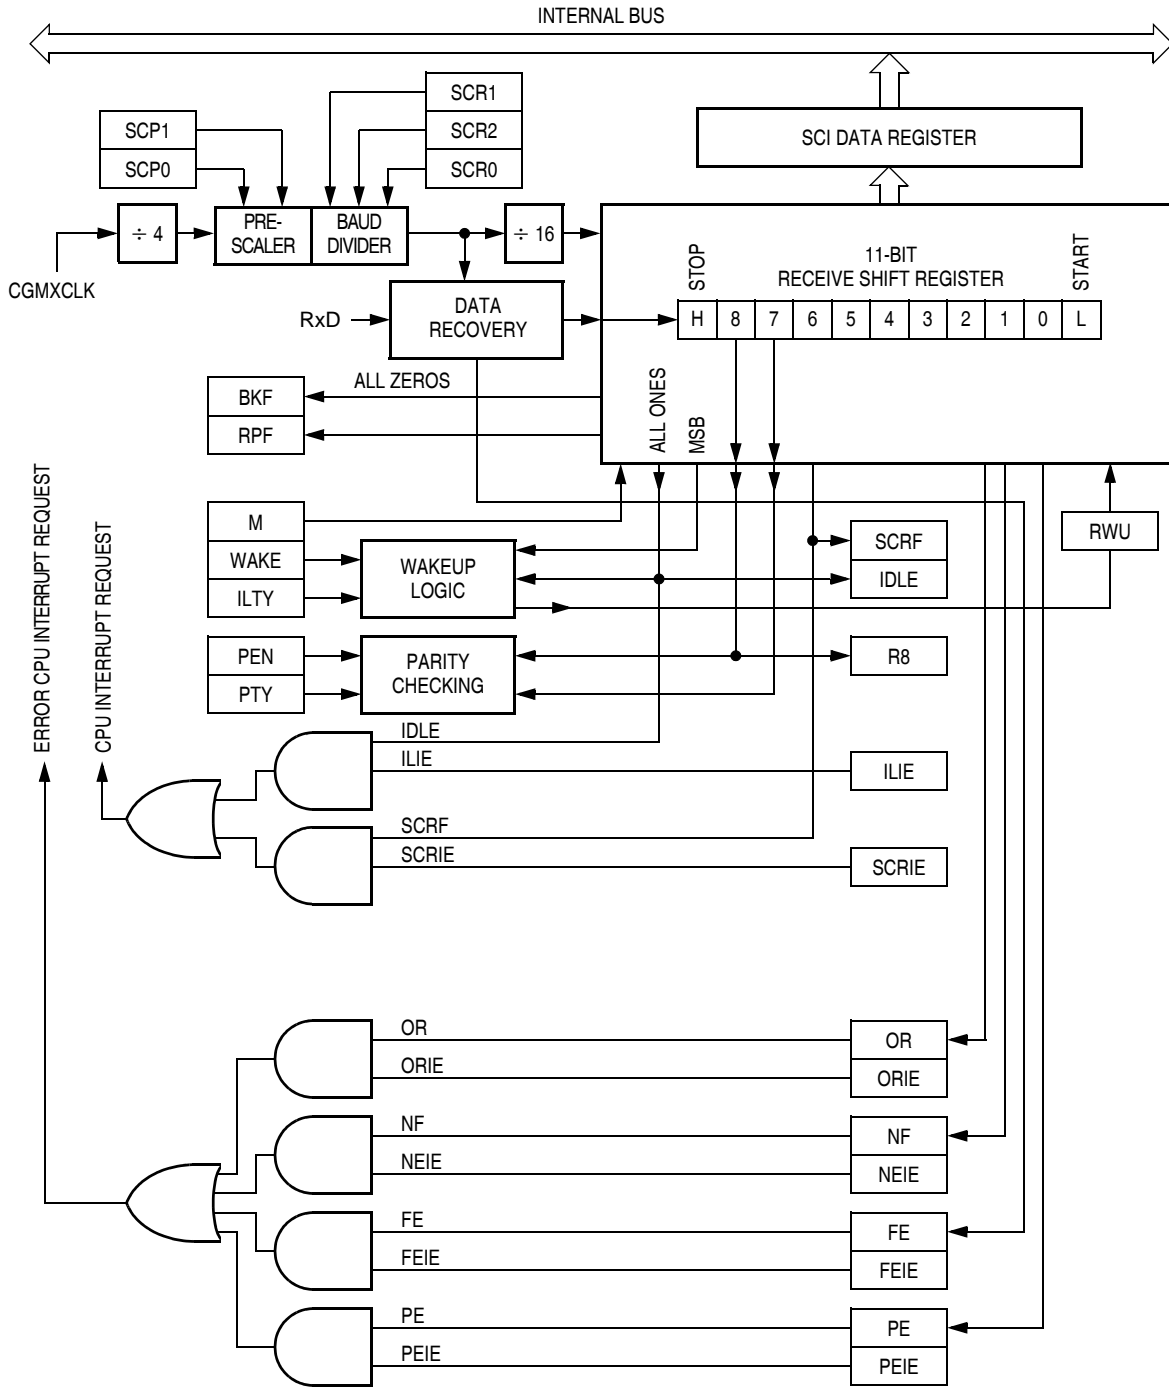 INTERNAL BUS
SCR1
SCR2
SCR0
SCP1
SCP0
SCI DATA REGISTER
÷ 4
PRE-
SCALER
BAUD
DIVIDER
÷ 16
CGMXCLK
RxD
DATA
RECOVERY
11-BIT
RECEIVE SHIFT REGISTER
STOP
START
H 8 7 6 5 4 3 2 1 0 L
ALL ZEROS
BKF
RPF
ALL ONES
MSB
M
WAKE
ILTY
WAKEUP
LOGIC
SCRF
IDLE
RWU
PEN
PTY
PARITY
CHECKING
R8
ERROR CPU INTERRUPT REQUEST
CPU INTERRUPT REQUEST
IDLE
ILIE
ILIE
SCRF
SCRIE
SCRIE
OR
ORIE
OR
ORIE
NF
NEIE
NF
NEIE
FE
FEIE
FE
FEIE
PE
PEIE
PE
PEIE